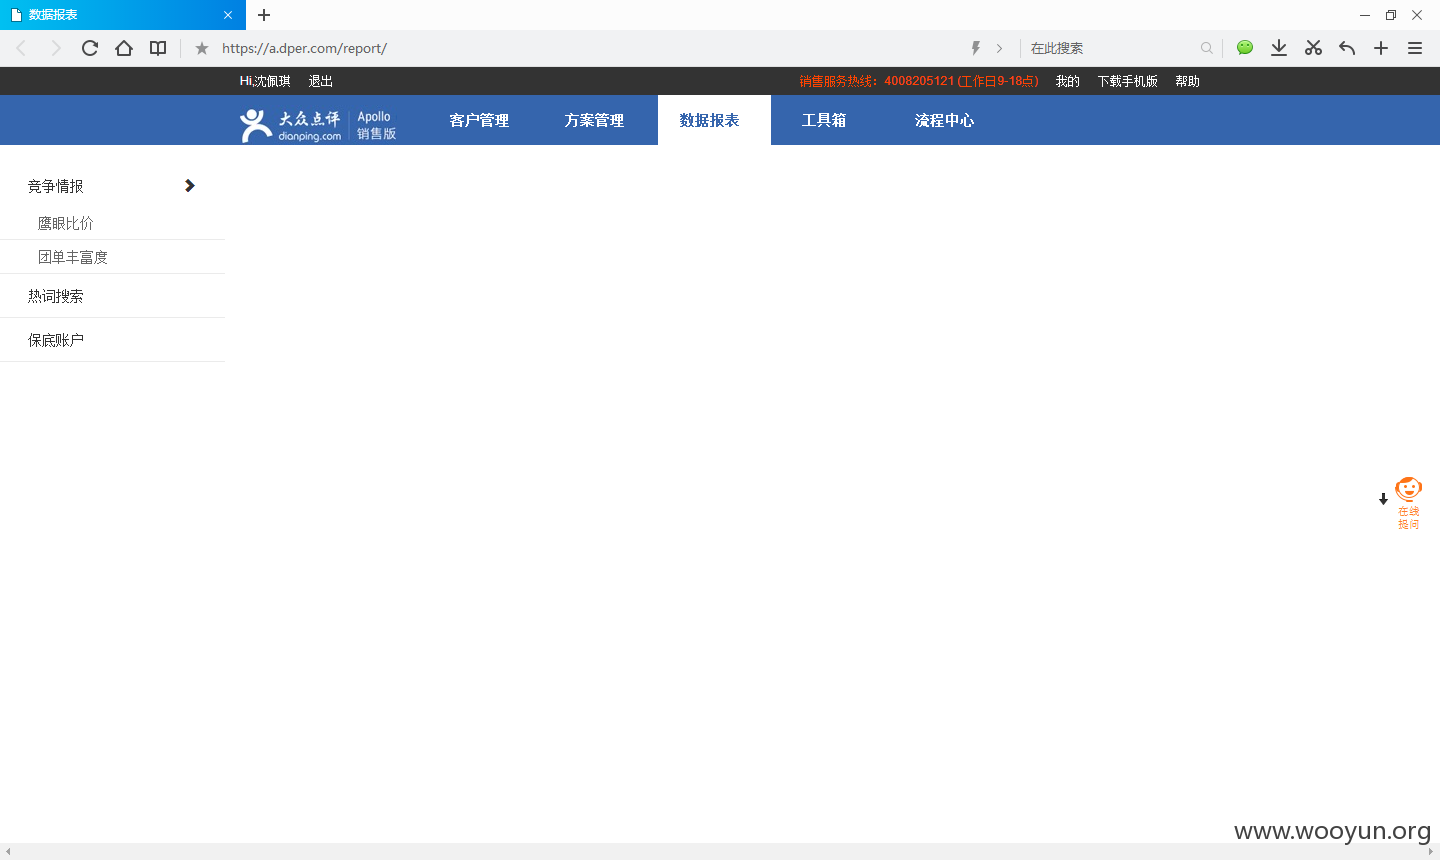 数据报表
https://a.dper.com/report/
在此搜索
Hi,沈佩琪 退出 销售服务热线：4008205121 (工作日9-18点) 我的 下载手机版 帮助
大众点评 dianping.com Apollo 销售版 客户管理 方案管理 数据报表 工具箱 流程中心
竞争情报
鹰眼比价
团单丰富度
热词搜索
保底账户
在线
提问
www.wooyun.org